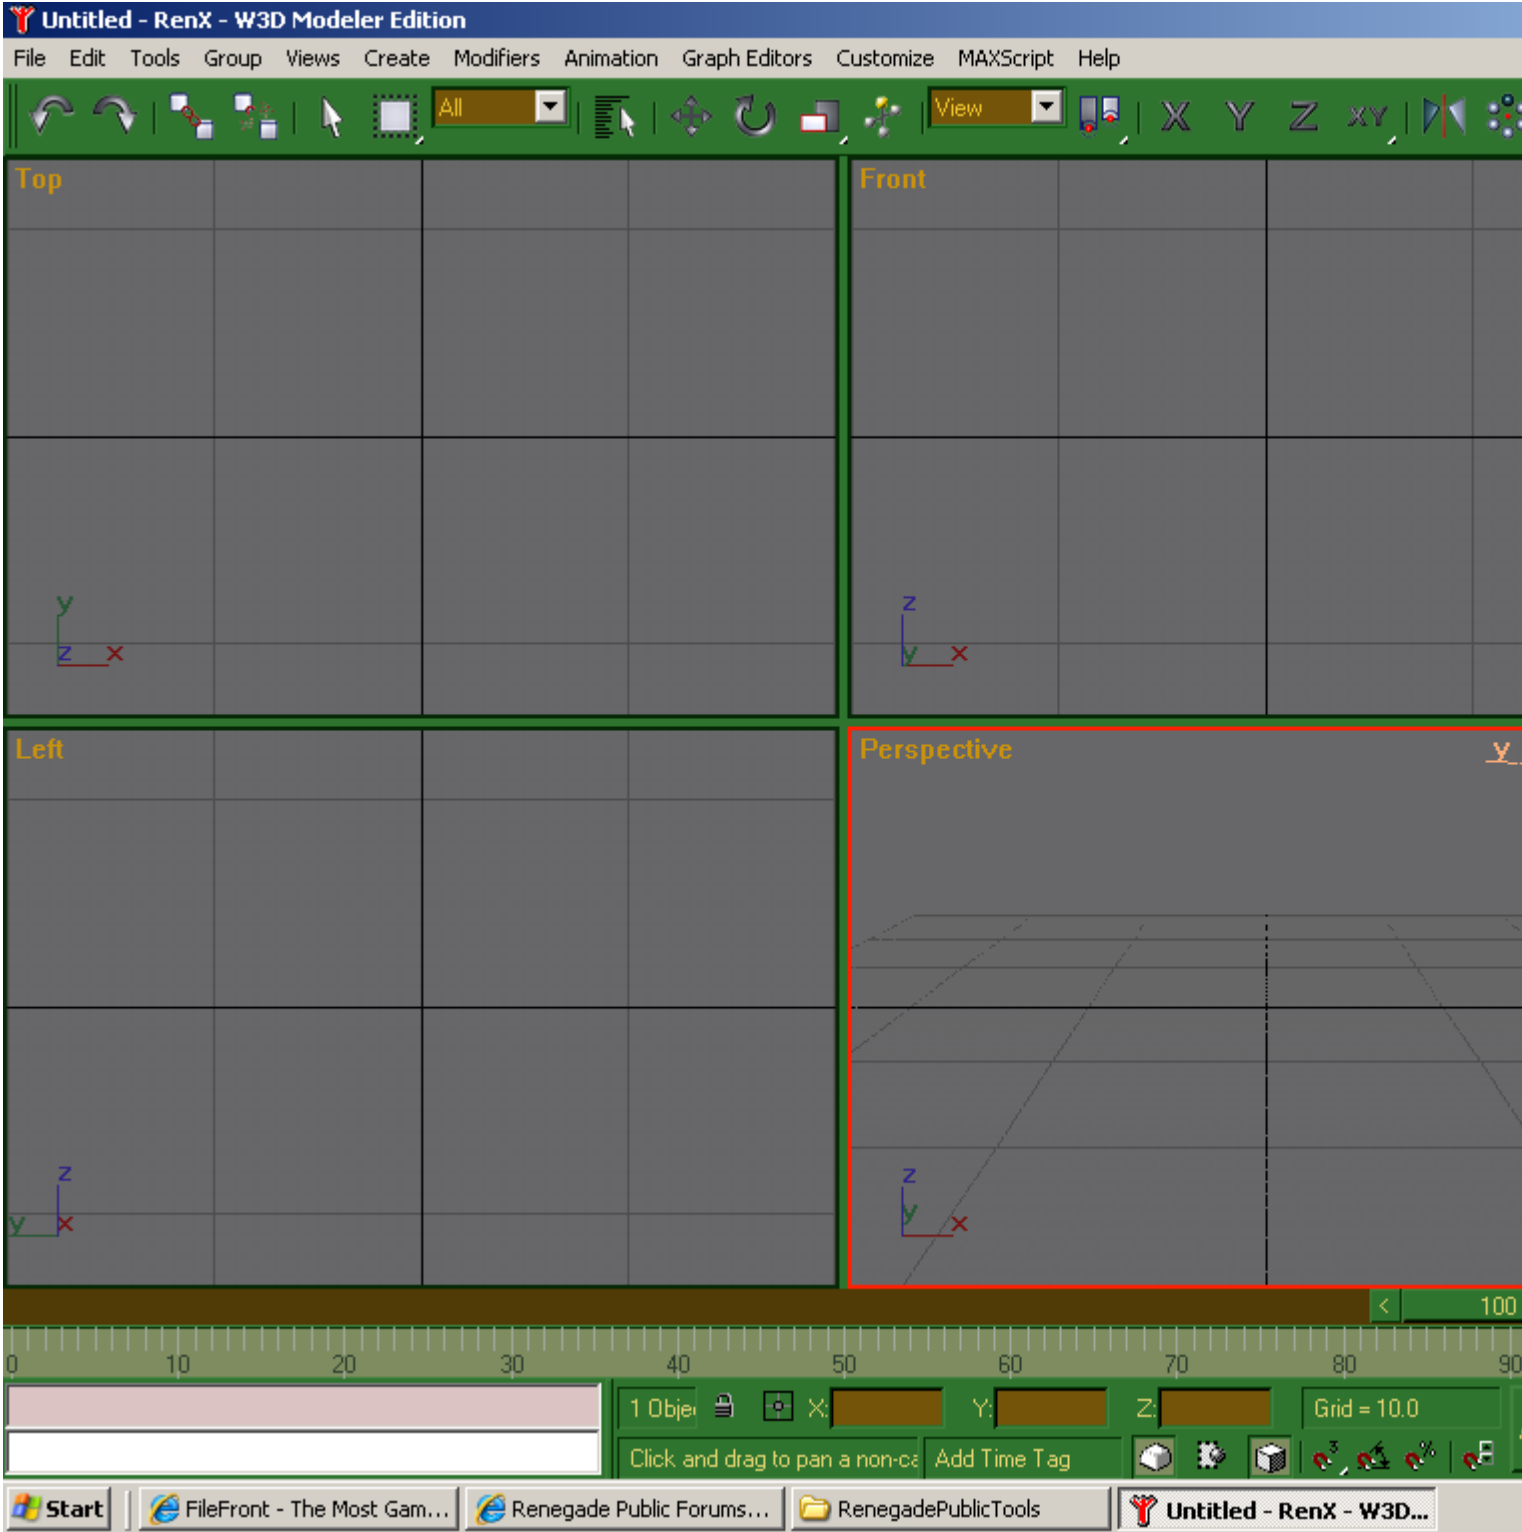 Untitled - RenX - W3D Modeler Edition
File Edit Tools Group Views Create Modifiers Animation Graph Editors Customize MAXScript Help
All View X Y Z XY
Top Front
y z
z x y x
Left Perspective y
z z
y x y x
< 100
0 10 20 30 40 50 60 70 80 90
1 Obje X: Y: Z: Grid = 10.0
Click and drag to pan a non-ca Add Time Tag 3 %
Start FileFront - The Most Gam... Renegade Public Forums... RenegadePublicTools Untitled - RenX - W3D...